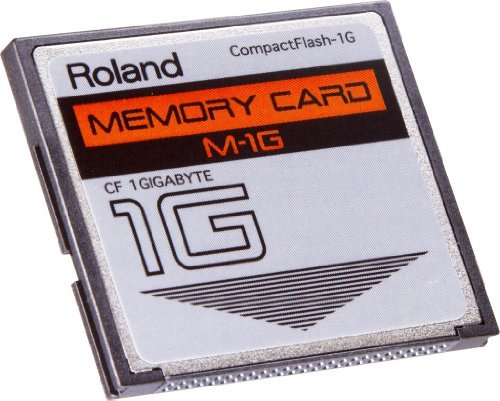 CompactFlash-1G
Roland
MEMORY CARD
M-1G
CF 1GIGABYTE
1G